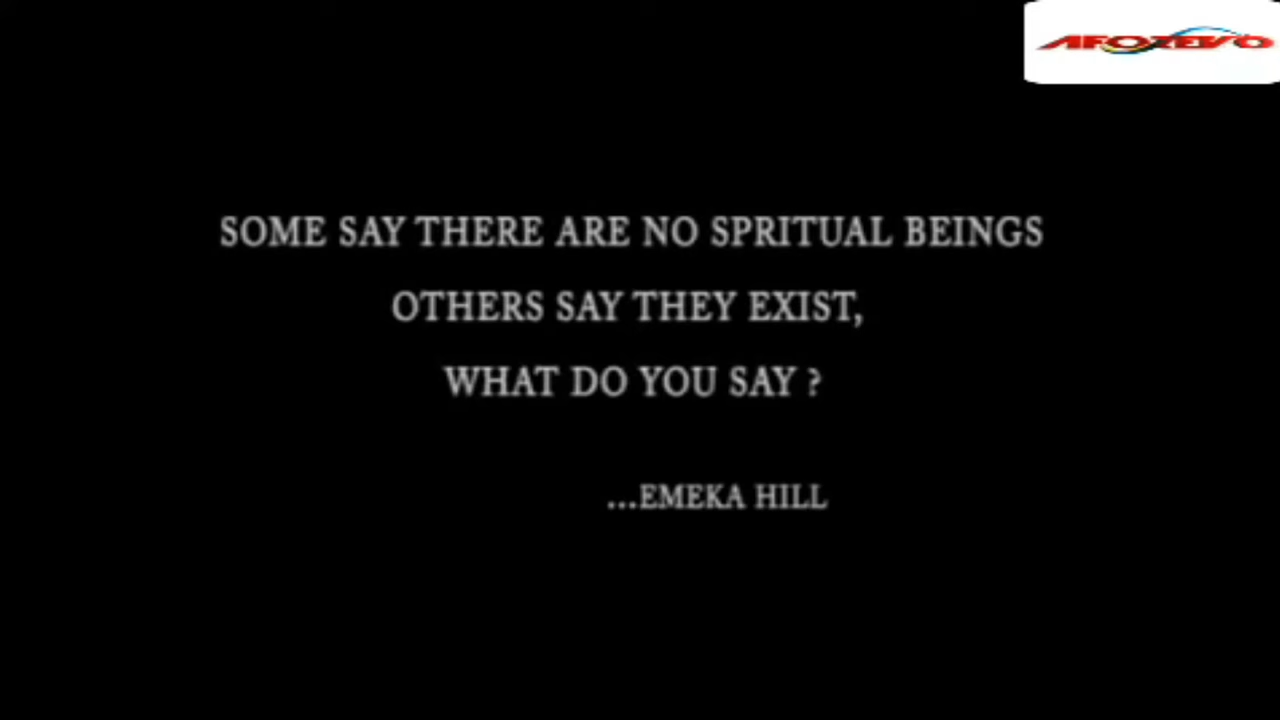 AFOZEVO
SOME SAY THERE ARE NO SPRITUAL BEINGS
OTHERS SAY THEY EXIST,
WHAT DO YOU SAY ?
...EMEKA HILL